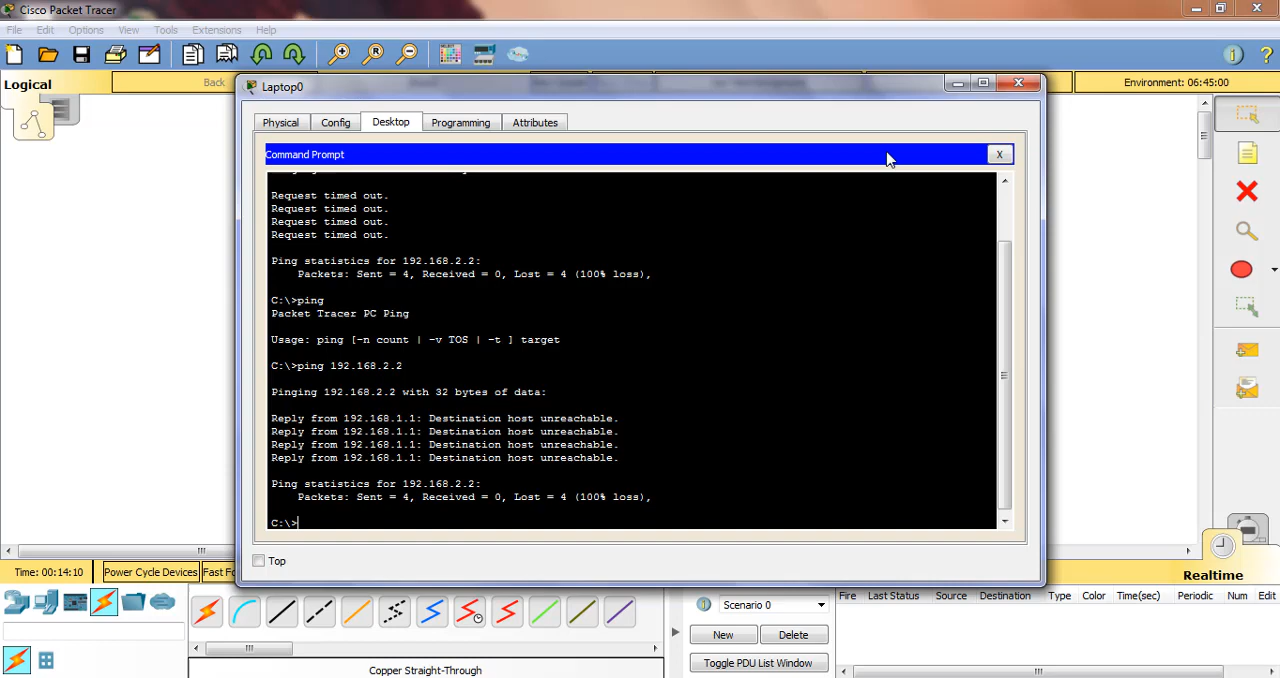 Cisco Packet Tracer
File Edit Options View Tools Extensions Help
Logical
Back
Environment: 06:45:00
Laptop0
Physical Config Desktop Programming Attributes
Command Prompt
X
Request timed out.
Request timed out.
Request timed out.
Request timed out.
Ping statistics for 192.168.2.2:
Packets: Sent = 4, Received = 0, Lost = 4 (100% loss),
C:\>ping
Packet Tracer PC Ping
Usage: ping [-n count | -v TOS | -t ] target
C:\>ping 192.168.2.2
Pinging 192.168.2.2 with 32 bytes of data:
Reply from 192.168.1.1: Destination host unreachable.
Reply from 192.168.1.1: Destination host unreachable.
Reply from 192.168.1.1: Destination host unreachable.
Reply from 192.168.1.1: Destination host unreachable.
Ping statistics for 192.168.2.2:
Packets: Sent = 4, Received = 0, Lost = 4 (100% loss),
C:\>
Top
Time: 00:14:10 Power Cycle Devices Fast Fo
Realtime
Scenario 0
Fire Last Status Source Destination Type Color Time(sec) Periodic Num Edit
New Delete
Toggle PDU List Window
Copper Straight-Through